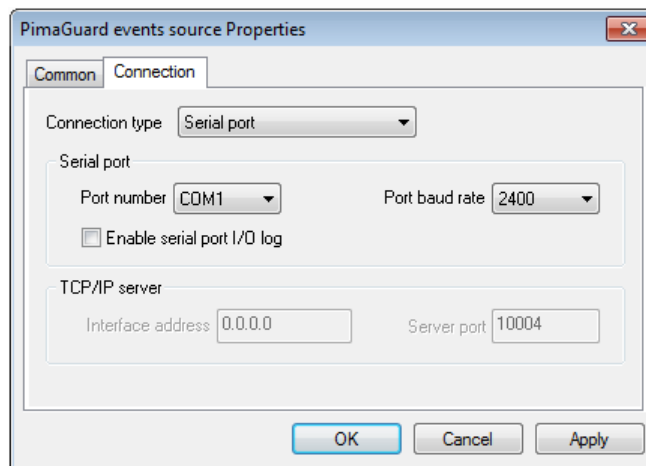 PimaGuard events source Properties
Common Connection
Connection type Serial port
Serial port
Port number COM1 Port baud rate 2400
Enable serial port I/O log
TCP/IP server
Interface address 0.0.0.0 Server port 10004
OK Cancel Apply